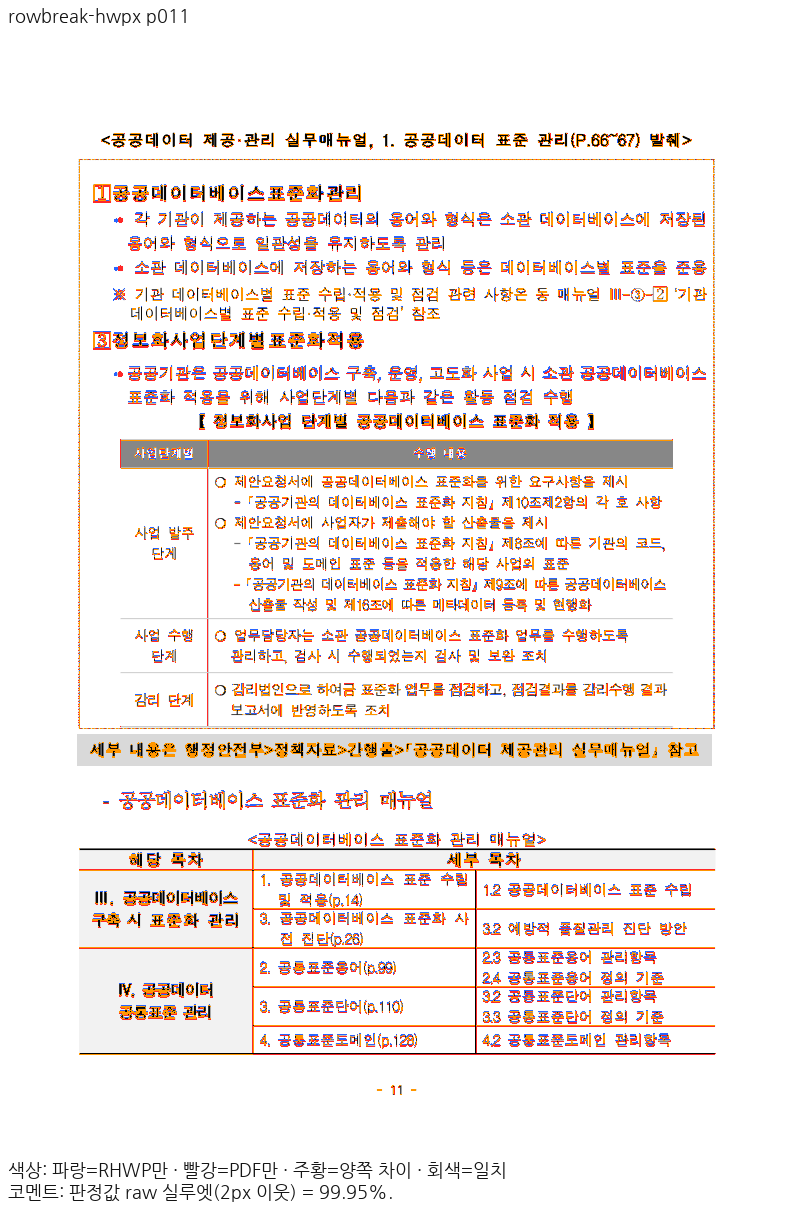 rowbreak-hwpx p011
<공공데이터 제공·관리 실무매뉴얼, 1. 공공데이터 표준 관리(P.66~67) 발췌>
1 공공데이터베이스표준화관리
• 각 기관이 제공하는 공공데이터의 용어와 형식은 소관 데이터베이스에 저장된
용어와 형식으로 일관성을 유지하도록 관리
• 소관 데이터베이스에 저장하는 용어와 형식 등은 데이터베이스별 표준을 준용
※ 기관 데이터베이스별 표준 수립·적용 및 점검 관련 사항은 동 매뉴얼 Ⅲ-③-2 '기관
데이터베이스별 표준 수립·적용 및 점검' 참조
3 정보화사업단계별표준화적용
• 공공기관은 공공데이터베이스 구축, 운영, 고도화 사업 시 소관 공공데이터베이스
표준화 적용을 위해 사업단계별 다음과 같은 활동 점검 수행
【 정보화사업 단계별 공공데이터베이스 표준화 적용 】
사업단계별 수행 내용
사업 발주
단계
○ 제안요청서에 공공데이터베이스 표준화를 위한 요구사항을 제시
- 「공공기관의 데이터베이스 표준화 지침」 제10조제2항의 각 호 사항
○ 제안요청서에 사업자가 제출해야 할 산출물을 제시
- 「공공기관의 데이터베이스 표준화 지침」 제8조에 따른 기관의 코드,
용어 및 도메인 표준 등을 적용한 해당 사업의 표준
- 「공공기관의 데이터베이스 표준화 지침」 제9조에 따른 공공데이터베이스
산출물 작성 및 제16조에 따른 메타데이터 등록 및 현행화
사업 수행
단계
○ 업무담당자는 소관 공공데이터베이스 표준화 업무를 수행하도록
관리하고, 검사 시 수행되었는지 검사 및 보완 조치
감리 단계
○ 감리법인으로 하여금 표준화 업무를 점검하고, 점검결과를 감리수행 결과
보고서에 반영하도록 조치
세부 내용은 행정안전부>정책자료>간행물>「공공데이터 제공관리 실무매뉴얼」 참고
- 공공데이터베이스 표준화 관리 매뉴얼
<공공데이터베이스 표준화 관리 매뉴얼>
해당 목차 세부 목차
Ⅲ. 공공데이터베이스
구축 시 표준화 관리
1. 공공데이터베이스 표준 수립
및 적용(p.14)
1.2 공공데이터베이스 표준 수립
3. 공공데이터베이스 표준화 사
전 진단(p.26)
3.2 예방적 품질관리 진단 방안
Ⅳ. 공공데이터
공통표준 관리
2. 공통표준용어(p.99)
2.3 공통표준용어 관리항목
2.4 공통표준용어 정의 기준
3. 공통표준단어(p.110)
3.2 공통표준단어 관리항목
3.3 공통표준단어 정의 기준
4. 공통표준도메인(p.128)
4.2 공통표준도메인 관리항목
- 11 -
색상: 파랑=RHWP만 · 빨강=PDF만 · 주황=양쪽 차이 · 회색=일치
코멘트: 판정값 raw 실루엣(2px 이웃) = 99.95%.